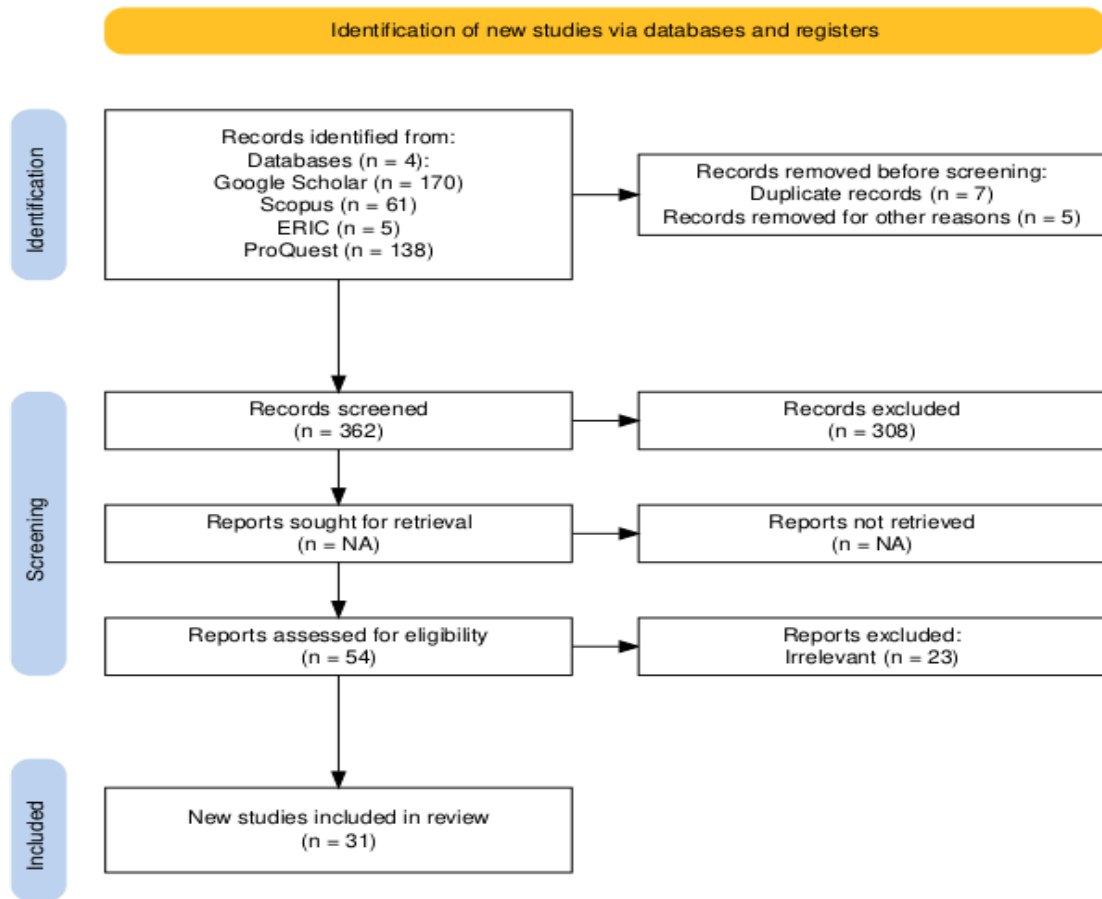 Identification of new studies via databases and registers
Identification
Records identified from:
Databases (n = 4):
Google Scholar (n = 170)
Scopus (n = 61)
ERIC (n = 5)
ProQuest (n = 138)
Records removed before screening:
Duplicate records (n = 7)
Records removed for other reasons (n = 5)
Screening
Records screened
(n = 362)
Records excluded
(n = 308)
Reports sought for retrieval
(n = NA)
Reports not retrieved
(n = NA)
Reports assessed for eligibility
(n = 54)
Reports excluded:
Irrelevant (n = 23)
Included
New studies included in review
(n = 31)